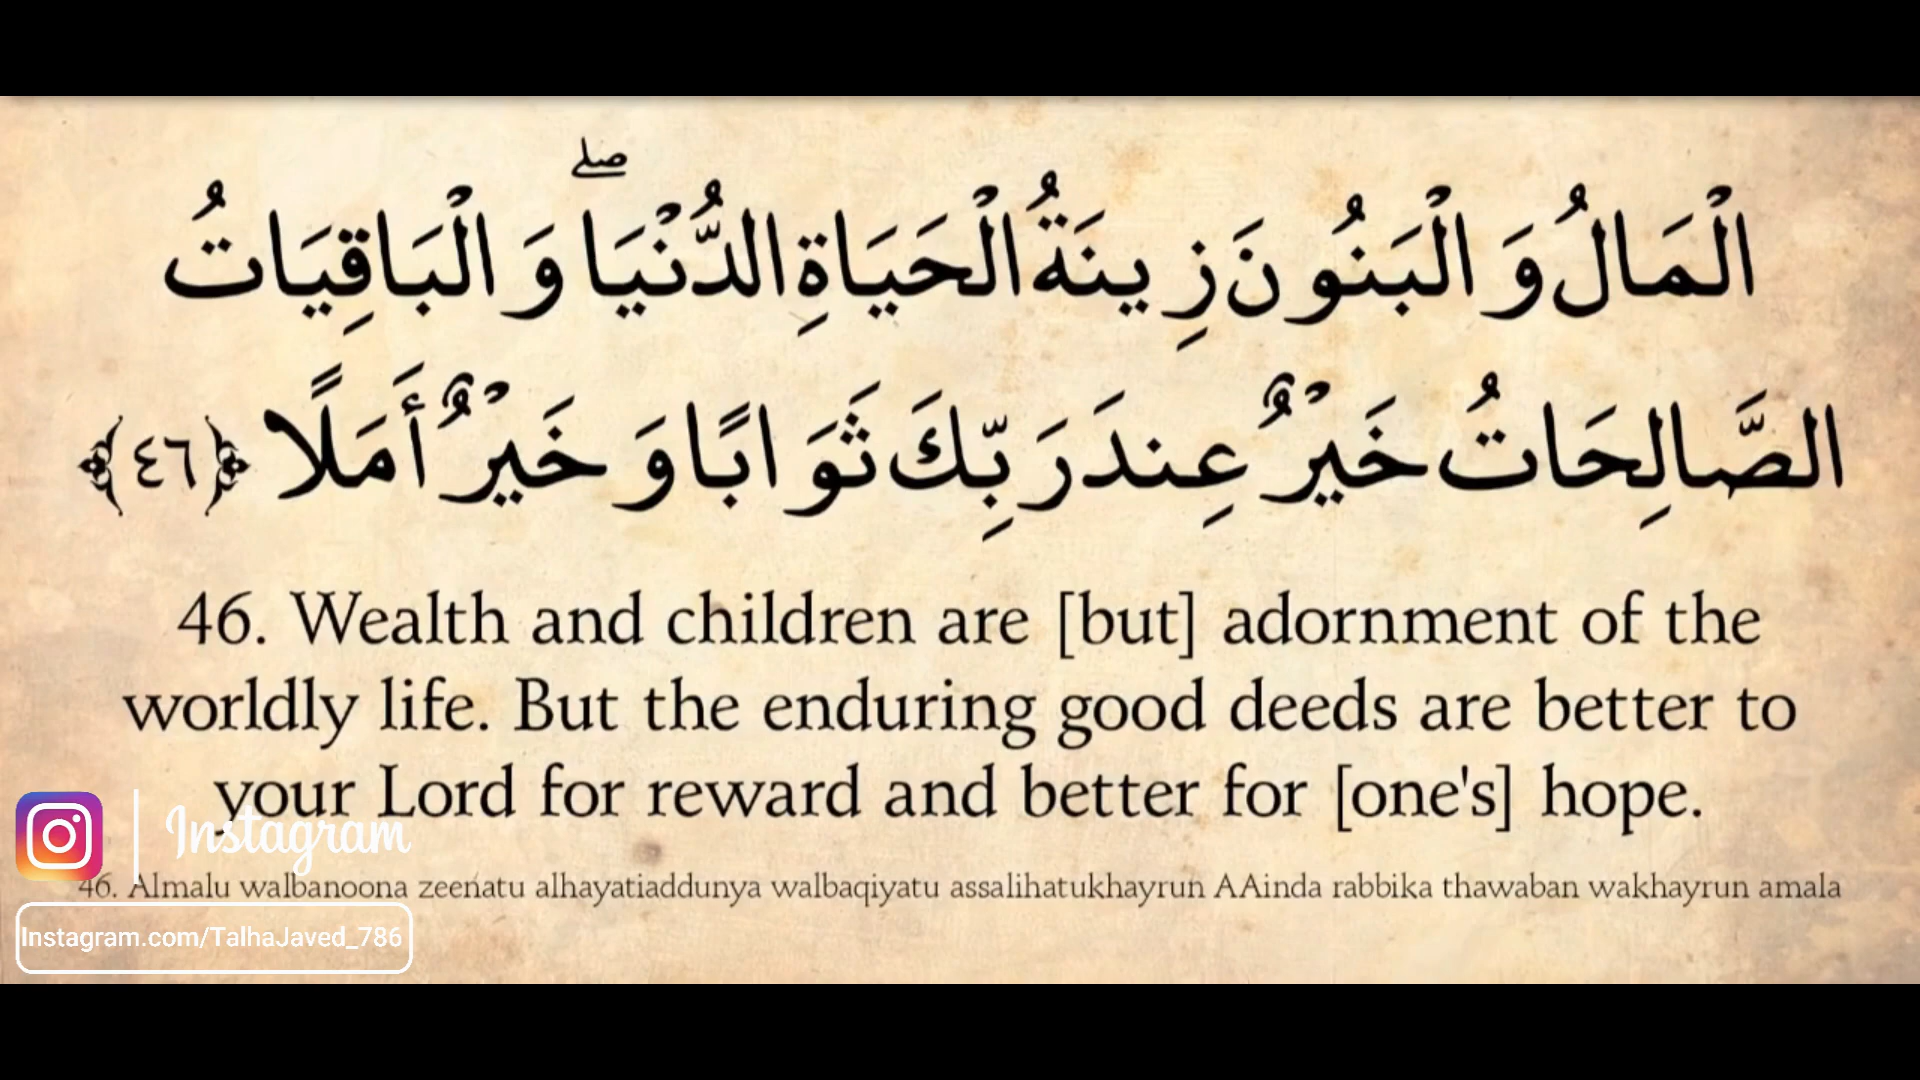 الْمَالُ وَالْبَنُونَ زِينَةُ الْحَيَاةِ الدُّنْيَا ۖ وَالْبَاقِيَاتُ
الصَّالِحَاتُ خَيْرٌ عِندَ رَبِّكَ ثَوَابًا وَخَيْرٌ أَمَلًا ﴿٤٦﴾
46. Wealth and children are [but] adornment of the
worldly life. But the enduring good deeds are better to
your Lord for reward and better for [one's] hope.
Instagram
46. Almalu walbanoona zeenatu alhayatiaddunya walbaqiyatu assalihatukhayrun AAinda rabbika thawaban wakhayrun amala
Instagram.com/TalhaJaved_786